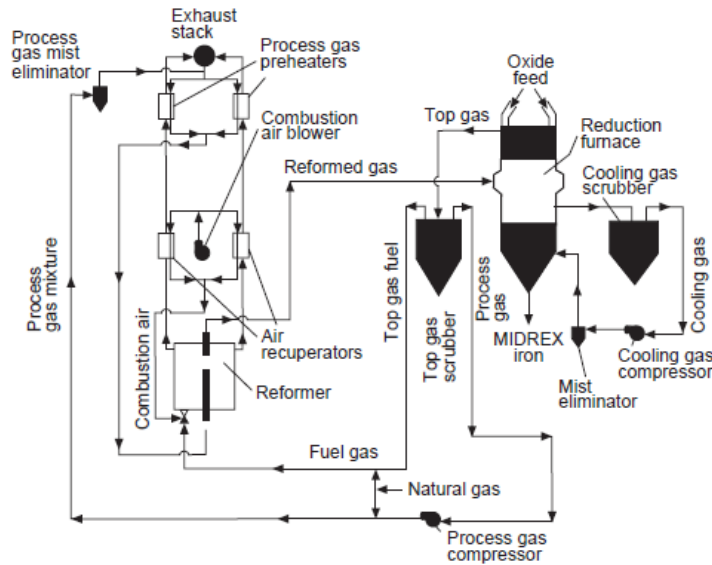 Exhaust
stack
Process
gas mist
eliminator
Process gas
preheaters
Combustion
air blower
Reformed gas
Oxide
feed
Top gas
Reduction
furnace
Cooling gas
scrubber
Process
gas mixture
Combustion air
Air
recuperators
Reformer
Top gas fuel
Top gas
scrubber
Process
gas
MIDREX
iron
Mist
eliminator
Cooling gas
compressor
Cooling gas
Fuel gas
Natural gas
Process gas
compressor